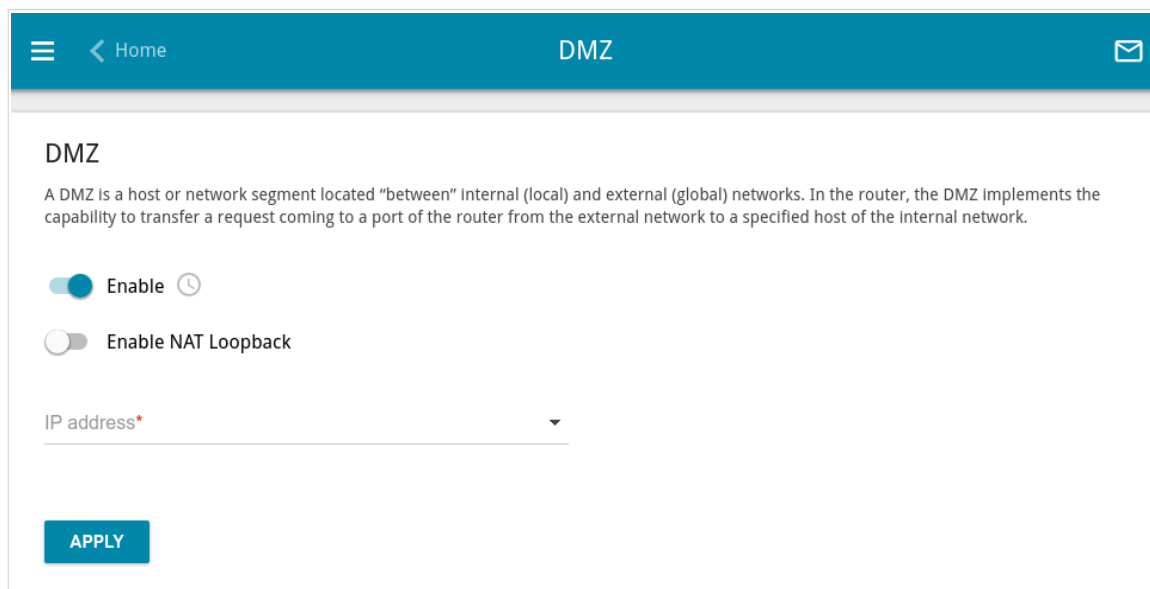 Home
DMZ
DMZ
A DMZ is a host or network segment located “between” internal (local) and external (global) networks. In the router, the DMZ implements the
capability to transfer a request coming to a port of the router from the external network to a specified host of the internal network.
Enable
Enable NAT Loopback
IP address*
APPLY